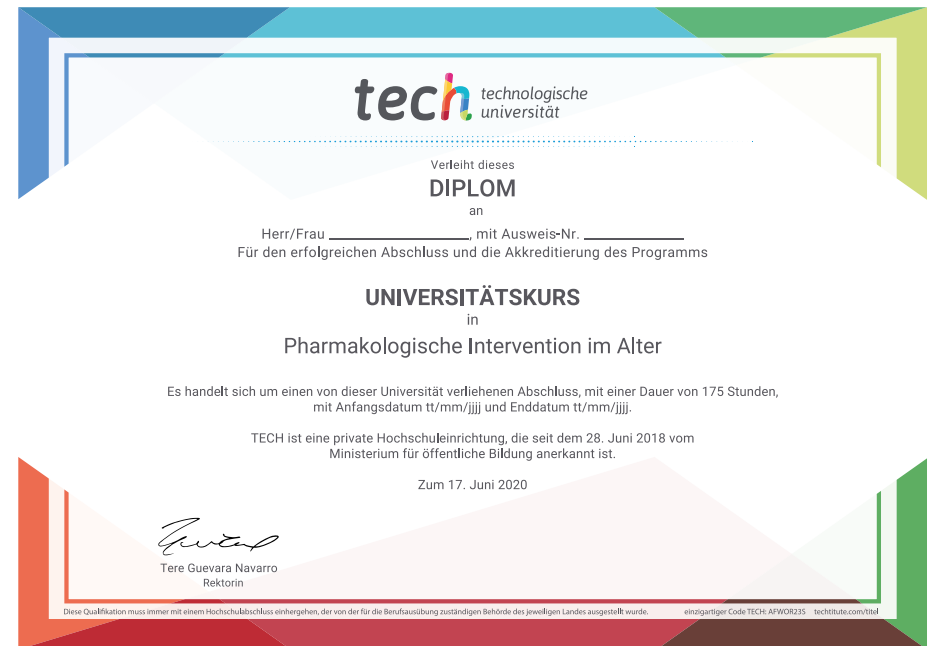 tech technologische
universität
Verleiht dieses
DIPLOM
an
Herr/Frau ____________, mit Ausweis-Nr. ____________
Für den erfolgreichen Abschluss und die Akkreditierung des Programms
UNIVERSITÄTSKURS
in
Pharmakologische Intervention im Alter
Es handelt sich um einen von dieser Universität verliehenen Abschluss, mit einer Dauer von 175 Stunden,
mit Anfangsdatum tt/mm/jjjj und Enddatum tt/mm/jjjj.
TECH ist eine private Hochschuleinrichtung, die seit dem 28. Juni 2018 vom
Ministerium für öffentliche Bildung anerkannt ist.
Zum 17. Juni 2020
Tere Guevara Navarro
Rektorin
Diese Qualifikation muss immer mit einem Hochschulabschluss einhergehen, der von der für die Berufsausübung zuständigen Behörde des jeweiligen Landes ausgestellt wurde. einzigartiger Code TECH: AFWOR23S techtitute.com/titel